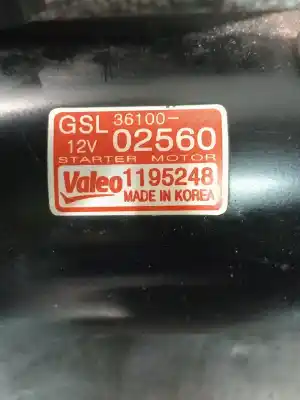 GSL 36100-
12V 02560
STARTER MOTOR
Valeo 1195248
MADE IN KOREA